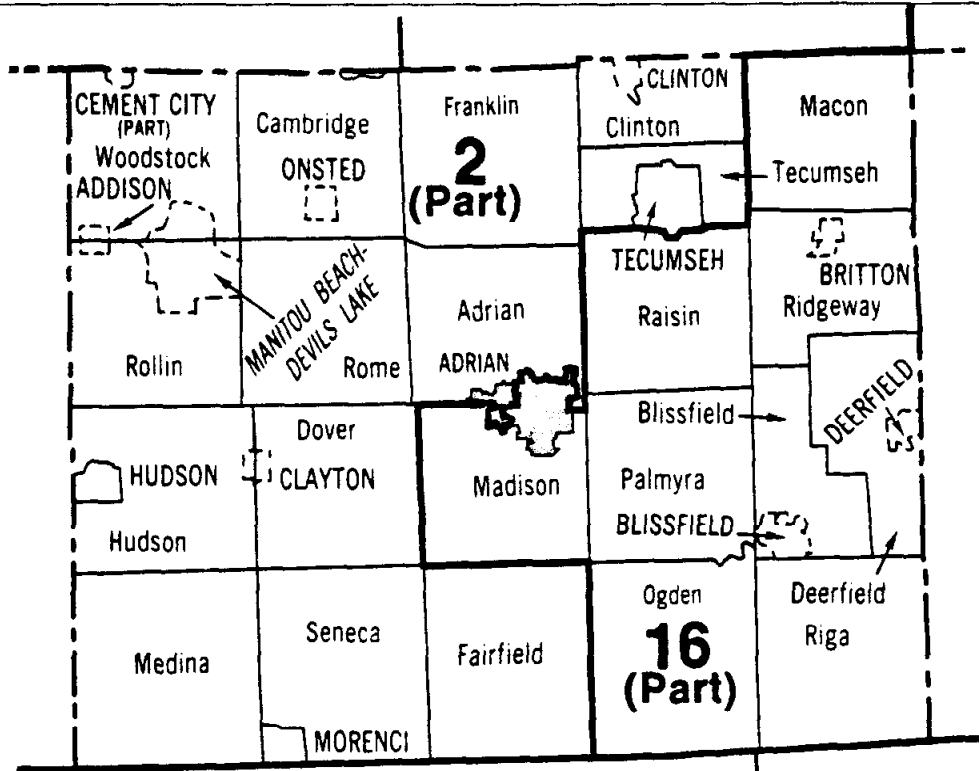 CEMENT CITY
(PART)
Woodstock
ADDISON
Cambridge
ONSTED
Franklin
2
(Part)
CLINTON
Clinton
Macon
Tecumseh
TECUMSEH
BRITTON
Ridgeway
Raisin
MANITOU BEACH-
DEVILS LAKE
Rollin
Rome
Adrian
ADRIAN
Blissfield
DEERFIELD
Dover
HUDSON
CLAYTON
Madison
Palmyra
BLISSFIELD
Hudson
Ogden
16
(Part)
Deerfield
Riga
Medina
Seneca
Fairfield
MORENCI